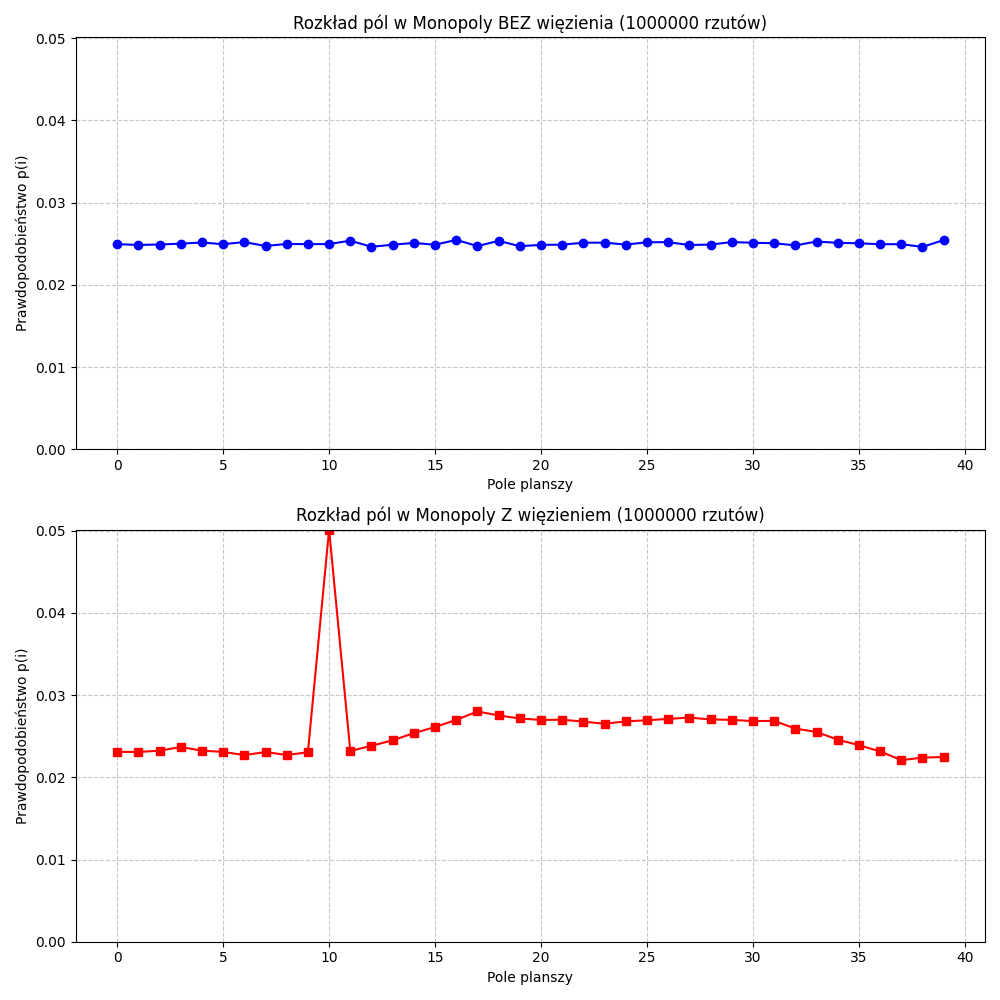 Rozkład pól w Monopoly BEZ więzienia (1000000 rzutów)
0.05
0.04
0.03
0.02
0.01
0.00
Prawdopodobieństwo p(i)
0 5 10 15 20 25 30 35 40
Pole planszy
Rozkład pól w Monopoly Z więzieniem (1000000 rzutów)
0.05
0.04
0.03
0.02
0.01
0.00
Prawdopodobieństwo p(i)
0 5 10 15 20 25 30 35 40
Pole planszy